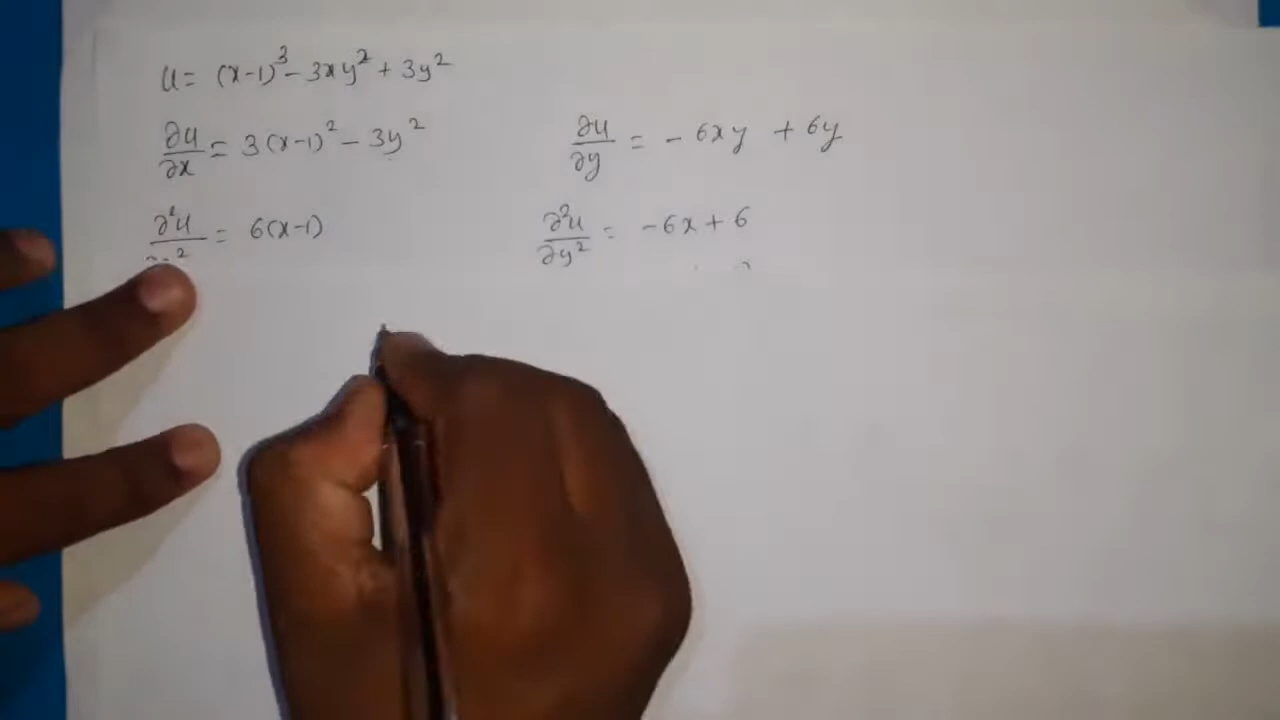 u = (x-1)³ - 3xy² + 3y²
∂u/∂x = 3(x-1)² - 3y²
∂u/∂y = - 6xy + 6y
∂²u/∂x² = 6(x-1)
∂²u/∂y² = -6x + 6